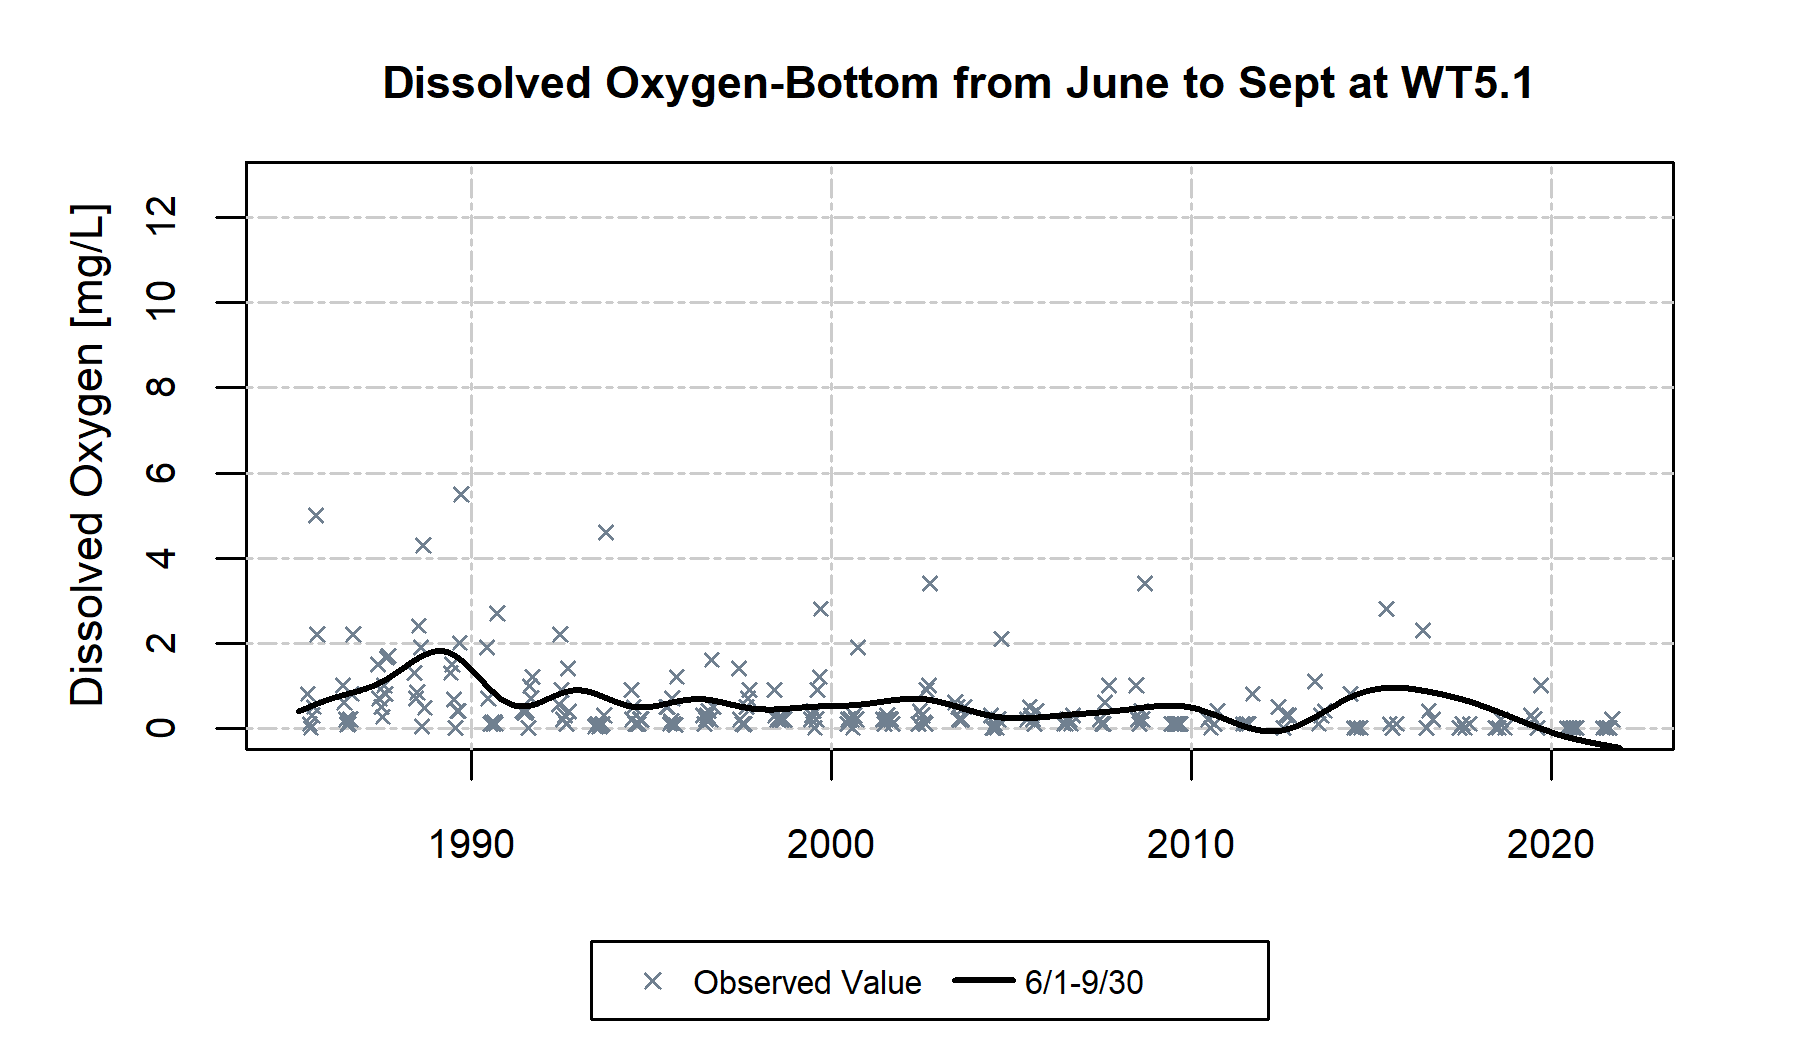 Dissolved Oxygen-Bottom from June to Sept at WT5.1
Dissolved Oxygen [mg/L]
12
10
8
6
4
2
0
1990 2000 2010 2020
Observed Value 6/1-9/30